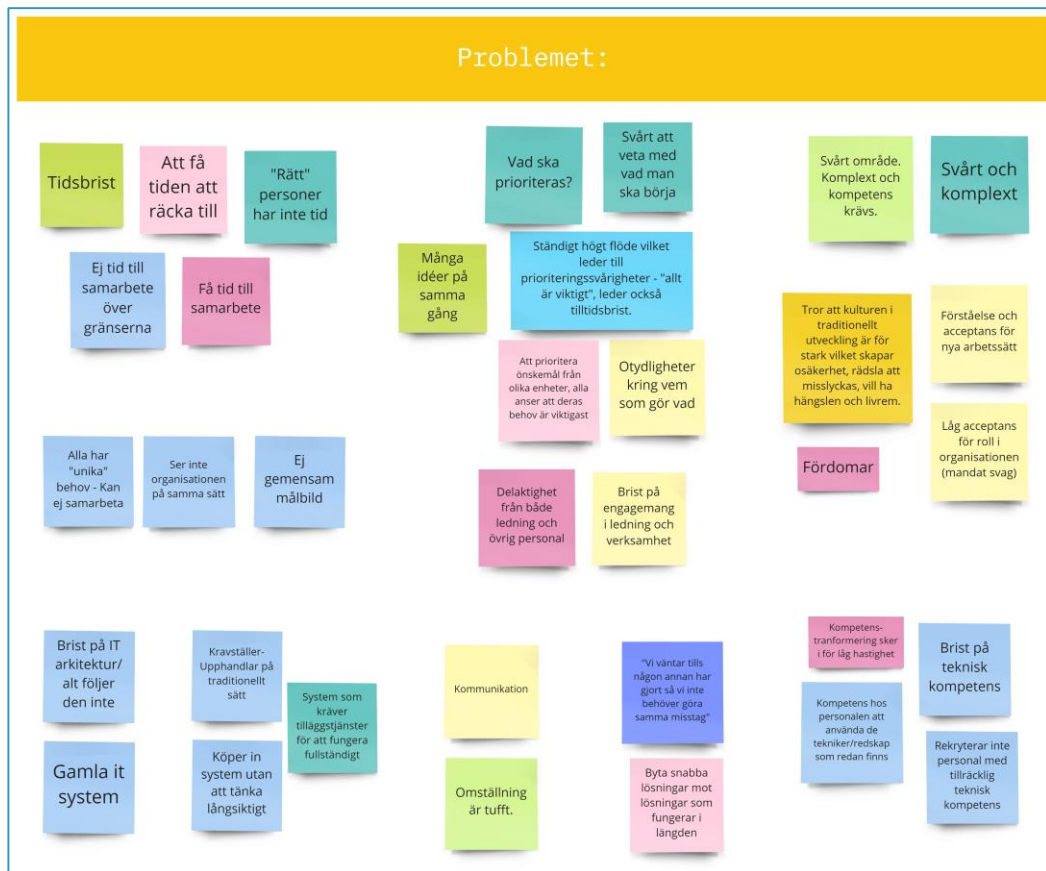 Problemet:
Tidsbrist
Att få
tiden att
räcka till
"Rätt"
personer
har inte tid
Ej tid till
samarbete
över
gränserna
Få tid till
samarbete
Vad ska
prioriteras?
Svårt att
veta med
vad man
ska börja
Många
idéer på
samma
gång
Ständigt högt flöde vilket
leder till
prioriteringssvårigheter - "allt
är viktigt", leder också
tilltidsbrist.
Att prioritera
önskemål från
olika enheter, alla
anser att deras
behov är viktigast
Otydligheter
kring vem
som gör vad
Svårt område.
Komplext och
kompetens
krävs.
Svårt och
komplext
Tror att kulturen i
traditionellt
utveckling är för
stark vilket skapar
osäkerhet, rädsla att
misslyckas, vill ha
hängslen och livrem.
Förståelse och
acceptans för
nya arbetssätt
Fördomar
Låg acceptans
för roll i
organisationen
(mandat svag)
Alla har
"unika"
behov - Kan
ej samarbeta
Ser inte
organisationen
på samma sätt
Ej
gemensam
målbild
Delaktighet
från både
ledning och
övrig personal
Brist på
engagemang
i ledning och
verksamhet
Brist på IT
arkitektur/
alt följer
den inte
Kravställer-
Upphandlar på
traditionellt
sätt
System som
kräver
tilläggstjänster
för att fungera
fullständigt
Gamla it
system
Köper in
system utan
att tänka
långsiktigt
Kommunikation
"Vi väntar tills
någon annan har
gjort så vi inte
behöver göra
samma misstag"
Omställning
är tufft.
Byta snabba
lösningar mot
lösningar som
fungerar i
längden
Kompetens-
tranformering sker
i för låg hastighet
Brist på
teknisk
kompetens
Kompetens hos
personalen att
använda de
tekniker/redskap
som redan finns
Rekryterar inte
personal med
tillräcklig
teknisk
kompetens